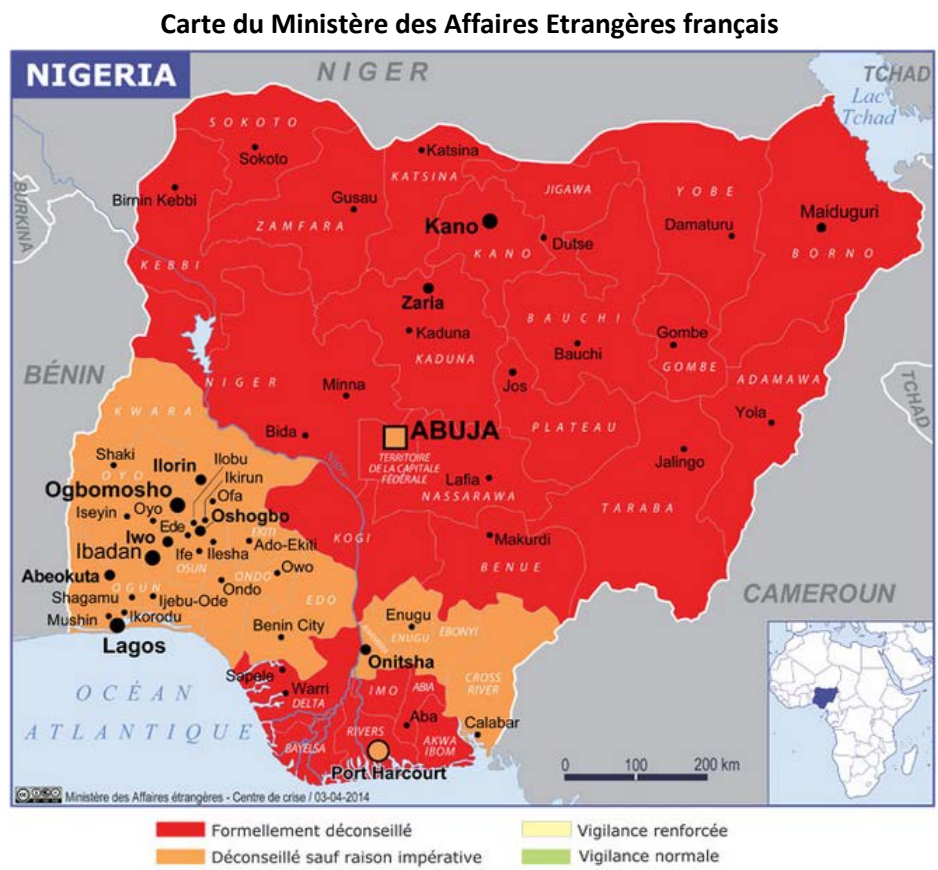 Carte du Ministère des Affaires Etrangères français
NIGERIA
NIGER
TCHAD
Lac
Tchad
BURKINA
SOKOTO
Sokoto
Katsina
KATSINA
JIGAWA
YOBE
Birnin Kebbi
Gusau
ZAMFARA
Kano
KANO
Dutse
Damaturu
Maiduguri
BORNO
KEBBI
Zaria
Kaduna
KADUNA
BAUCHI
Bauchi
Gombe
GOMBE
ADAMAWA
BÉNIN
NIGER
Minna
Jos
TCHAD
KWARA
Bida
ABUJA
TERRITOIRE
DE LA CAPITALE
FÉDÉRALE
PLATEAU
Yola
Jalingo
Niger
Shaki
OYO
Ilorin
Ilobu
Ikirun
Ofa
Lafia
NASSARAWA
TARABA
Ogbomosho
Iseyin
Oyo
Ede
Oshogbo
EKITI
KOGI
Makurdi
Iwo
Ibadan
Ife
Ilesha
Ado-Ekiti
OSUN
BENUE
Abeokuta
OGUN
ONDO
Owo
Ondo
CAMEROUN
Shagamu
Ijebu-Ode
EDO
Mushin
Ikorodu
Benin City
Enugu
ENUGU
EBONYI
ANAMBRA
Lagos
Onitsha
Sapele
Warri
DELTA
IMO
ABIA
CROSS
RIVER
OCÉAN
ATLANTIQUE
Aba
RIVERS
AKWA
IBOM
Calabar
BAYELSA
Port Harcourt
0 100 200 km
Ministère des Affaires étrangères - Centre de crise / 03-04-2014
Formellement déconseillé
Vigilance renforcée
Déconseillé sauf raison impérative
Vigilance normale